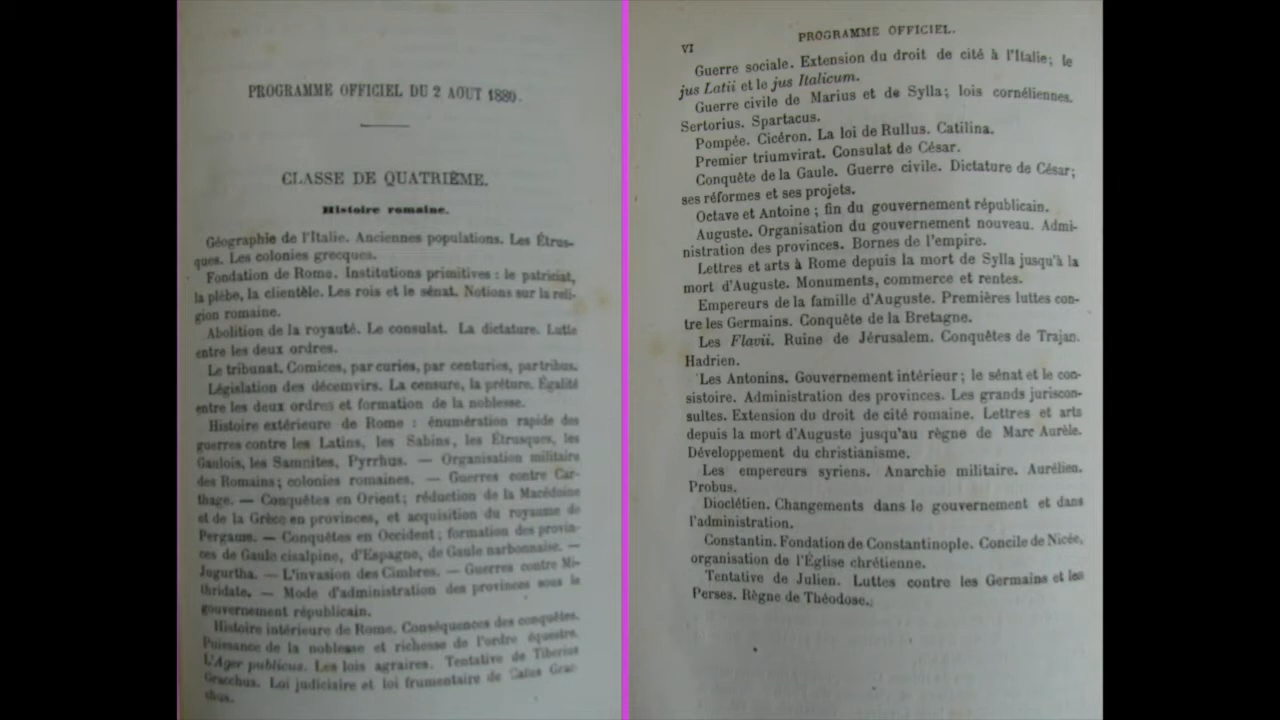 PROGRAMME OFFICIEL DU 2 AOUT 1880.
CLASSE DE QUATRIÈME.
Histoire romaine.
Géographie de l'Italie. Anciennes populations. Les Étrus-
ques. Les colonies grecques.
Fondation de Rome. Institutions primitives : le patriciat,
la plèbe, la clientèle. Les rois et le sénat. Notions sur la reli-
gion romaine.
Abolition de la royauté. Le consulat. La dictature. Lutte
entre les deux ordres.
Le tribunat. Comices, par curies, par centuries, par tribus.
Législation des décemvirs. La censure, la préture. Égalité
entre les deux ordres et formation de la noblesse.
Histoire extérieure de Rome : énumération rapide des
guerres contre les Latins, les Sabins, les Étrusques, les
Gaulois, les Samnites, Pyrrhus. — Organisation militaire
des Romains ; colonies romaines. — Guerres contre Car-
thage. — Conquêtes en Orient ; réduction de la Macédoine
et de la Grèce en provinces, et acquisition du royaume de
Pergame. — Conquêtes en Occident ; formation des provin-
ces de Gaule cisalpine, d'Espagne, de Gaule narbonnaise. —
Jugurtha. — L'invasion des Cimbres. — Guerres contre Mi-
thridate. — Mode d'administration des provinces sous le
gouvernement républicain.
Histoire intérieure de Rome. Conséquences des conquêtes.
Puissance de la noblesse et richesse de l'ordre équestre.
L'Ager publicus. Les lois agraires. Tentative de Tiberius
Gracchus. Loi judiciaire et loi frumentaire de Caïus Grac-
chus.
VI
PROGRAMME OFFICIEL.
Guerre sociale. Extension du droit de cité à l'Italie ; le
jus Latii et le jus Italicum.
Guerre civile de Marius et de Sylla ; lois cornéliennes.
Sertorius. Spartacus.
Pompée. Cicéron. La loi de Rullus. Catilina.
Premier triumvirat. Consulat de César.
Conquête de la Gaule. Guerre civile. Dictature de César ;
ses réformes et ses projets.
Octave et Antoine ; fin du gouvernement républicain.
Auguste. Organisation du gouvernement nouveau. Admi-
nistration des provinces. Bornes de l'empire.
Lettres et arts à Rome depuis la mort de Sylla jusqu'à la
mort d'Auguste. Monuments, commerce et rentes.
Empereurs de la famille d'Auguste. Premières luttes con-
tre les Germains. Conquête de la Bretagne.
Les Flavii. Ruine de Jérusalem. Conquêtes de Trajan.
Hadrien.
Les Antonins. Gouvernement intérieur ; le sénat et le con-
sistoire. Administration des provinces. Les grands juriscon-
sultes. Extension du droit de cité romaine. Lettres et arts
depuis la mort d'Auguste jusqu'au règne de Marc Aurèle.
Développement du christianisme.
Les empereurs syriens. Anarchie militaire. Aurélien.
Probus.
Dioclétien. Changements dans le gouvernement et dans
l'administration.
Constantin. Fondation de Constantinople. Concile de Nicée,
organisation de l'Église chrétienne.
Tentative de Julien. Luttes contre les Germains et les
Perses. Règne de Théodose.